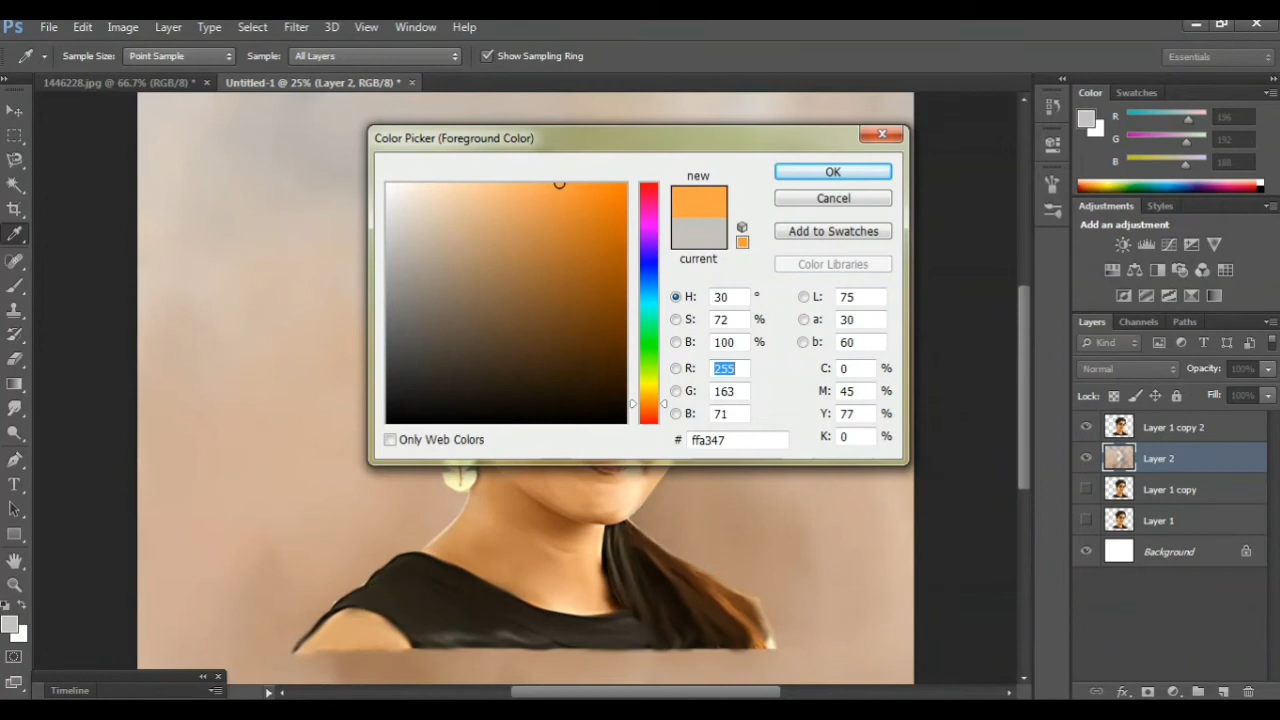 Ps File Edit Image Layer Type Select Filter 3D View Window Help
Sample Size: Point Sample Sample: All Layers Show Sampling Ring Essentials
1446228.jpg @ 66.7% (RGB/8) * × Untitled-1 @ 25% (Layer 2, RGB/8) * ×
Color Swatches
R 196
G 192
B 188
Color Picker (Foreground Color)
new
current
OK
Cancel
Add to Swatches
Color Libraries
H: 30 ° L: 75
S: 72 % a: 30
B: 100 % b: 60
R: 255 C: 0 %
G: 163 M: 45 %
B: 71 Y: 77 %
# ffa347 K: 0 %
Only Web Colors
Adjustments Styles
Add an adjustment
Layers Channels Paths
Kind
Normal Opacity: 100%
Lock: Fill: 100%
Layer 1 copy 2
Layer 2
Layer 1 copy
Layer 1
Background
Timeline